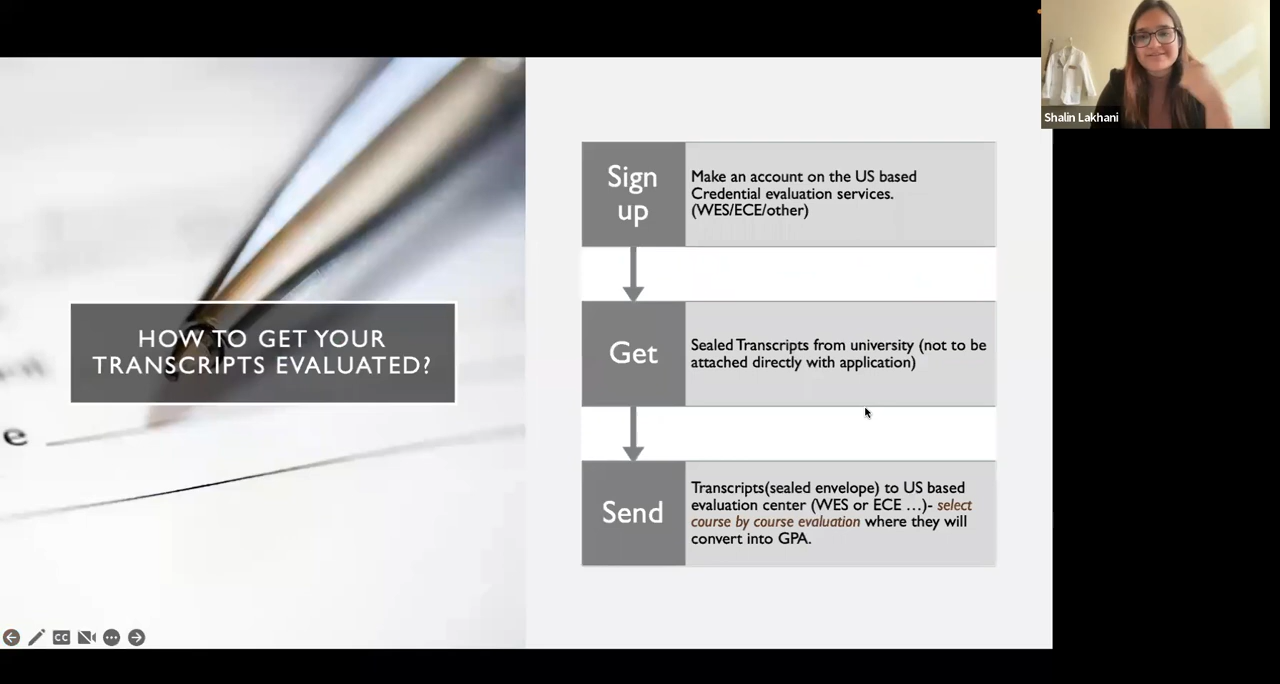 Shalin Lakhani
HOW TO GET YOUR
TRANSCRIPTS EVALUATED?
Sign
up
Make an account on the US based
Credential evaluation services.
(WES/ECE/other)
Get
Sealed Transcripts from university (not to be
attached directly with application)
Send
Transcripts(sealed envelope) to US based
evaluation center (WES or ECE ...)- select
course by course evaluation where they will
convert into GPA.
e
CC